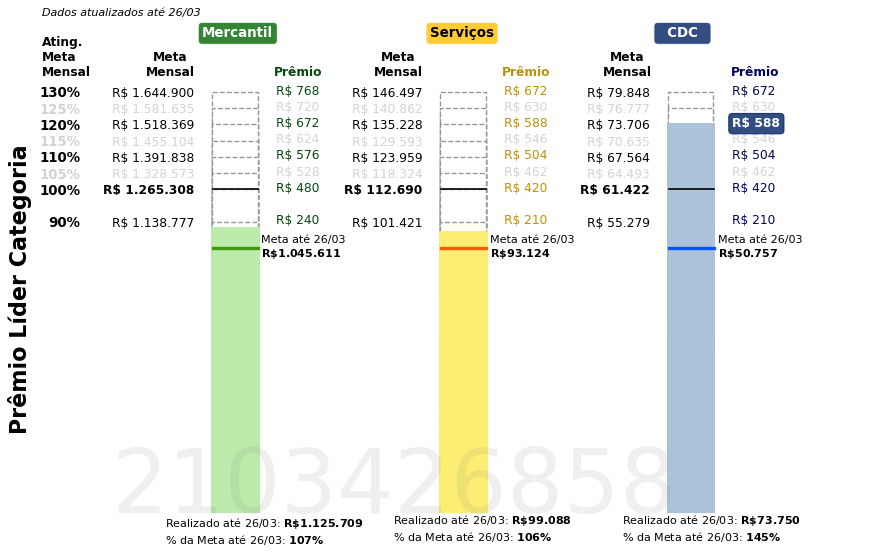 Dados atualizados até 26/03
Mercantil Serviços CDC
Ating. Meta Mensal Meta Mensal Prêmio Meta Mensal Prêmio Meta Mensal Prêmio
130% R$ 1.644.900 R$ 768 R$ 146.497 R$ 672 R$ 79.848 R$ 672
125% R$ 1.581.635 R$ 720 R$ 140.862 R$ 630 R$ 76.777 R$ 630
120% R$ 1.518.369 R$ 672 R$ 135.228 R$ 588 R$ 73.706 R$ 588
115% R$ 1.455.104 R$ 624 R$ 129.593 R$ 546 R$ 70.635 R$ 546
110% R$ 1.391.838 R$ 576 R$ 123.959 R$ 504 R$ 67.564 R$ 504
105% R$ 1.328.573 R$ 528 R$ 118.324 R$ 462 R$ 64.493 R$ 462
100% R$ 1.265.308 R$ 480 R$ 112.690 R$ 420 R$ 61.422 R$ 420
90% R$ 1.138.777 R$ 240 R$ 101.421 R$ 210 R$ 55.279 R$ 210
Meta até 26/03 Meta até 26/03 Meta até 26/03
R$1.045.611 R$93.124 R$50.757
Prêmio Líder Categoria
2103426858
Realizado até 26/03: R$1.125.709 Realizado até 26/03: R$99.088 Realizado até 26/03: R$73.750
% da Meta até 26/03: 107% % da Meta até 26/03: 106% % da Meta até 26/03: 145%